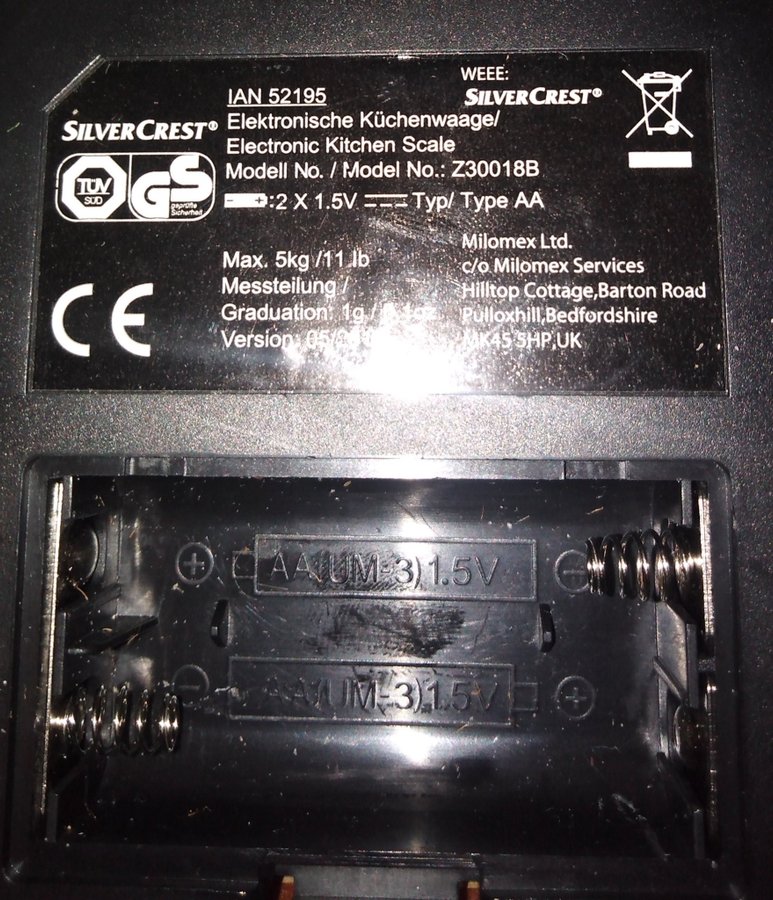 IAN 52195
WEEE:
SILVERCREST®
SILVERCREST®
Elektronische Küchenwaage/
Electronic Kitchen Scale
Modell No. / Model No.: Z30018B
TÜV
SÜD
GS
geprüfte
Sicherheit
- +:2 X 1.5V Typ/ Type AA
Max. 5kg /11 lb
Messteilung /
Graduation: 1g /
Version:
CE
Milomex Ltd.
c/o Milomex Services
Hilltop Cottage,Barton Road
Pulloxhill,Bedfordshire
MK45 5HP,UK
+ AA(UM-3)1.5V -
- AA(UM-3)1.5V +